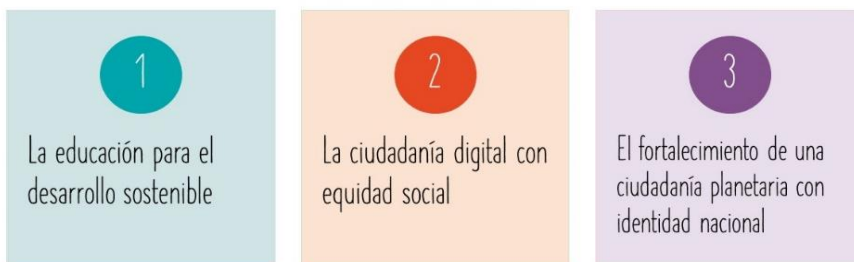 1
La educación para el
desarrollo sostenible
2
La ciudadanía digital con
equidad social
3
El fortalecimiento de una
ciudadanía planetaria con
identidad nacional